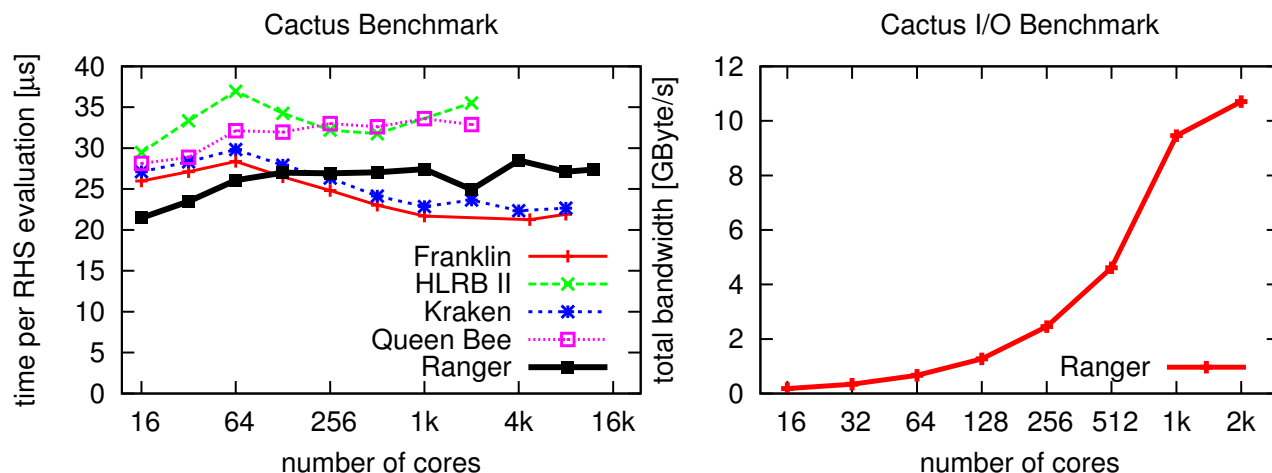 Cactus Benchmark
time per RHS evaluation [µs]
40
35
30
25
20
15
10
5
0
Franklin
HLRB II
Kraken
Queen Bee
Ranger
16
64
256
1k
4k
16k
number of cores
Cactus I/O Benchmark
total bandwidth [GByte/s]
12
10
8
6
4
2
0
Ranger
16
32
64
128
256
512
1k
2k
number of cores